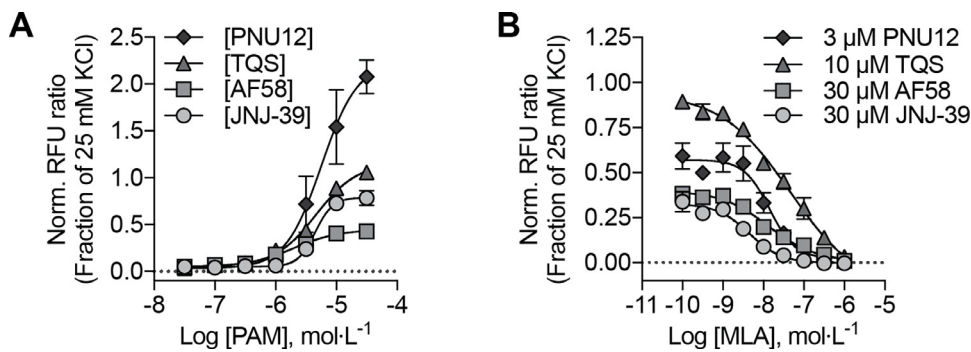 A
Norm. RFU ratio
(Fraction of 25 mM KCl)
2.5
2.0
1.5
1.0
0.5
0.0
[PNU12]
[TQS]
[AF58]
[JNJ-39]
-8 -7 -6 -5 -4
Log [PAM], mol·L⁻¹
B
Norm. RFU ratio
(Fraction of 25 mM KCl)
1.25
1.00
0.75
0.50
0.25
0.00
3 µM PNU12
10 µM TQS
30 µM AF58
30 µM JNJ-39
-11 -10 -9 -8 -7 -6 -5
Log [MLA], mol·L⁻¹